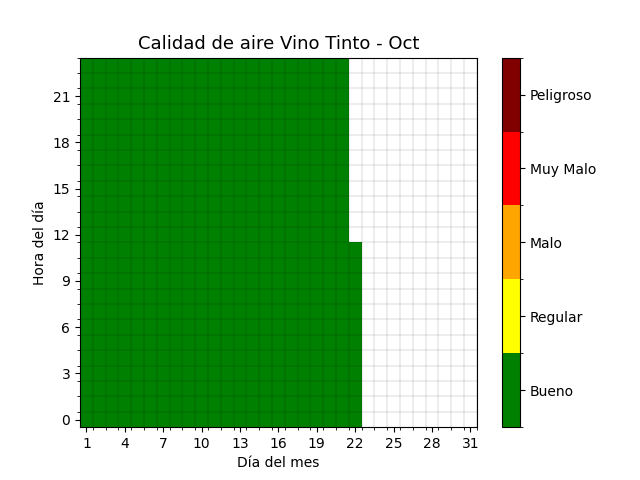 Calidad de aire Vino Tinto - Oct
Hora del día
21
18
15
12
9
6
3
0
1 4 7 10 13 16 19 22 25 28 31
Día del mes
Peligroso
Muy Malo
Malo
Regular
Bueno